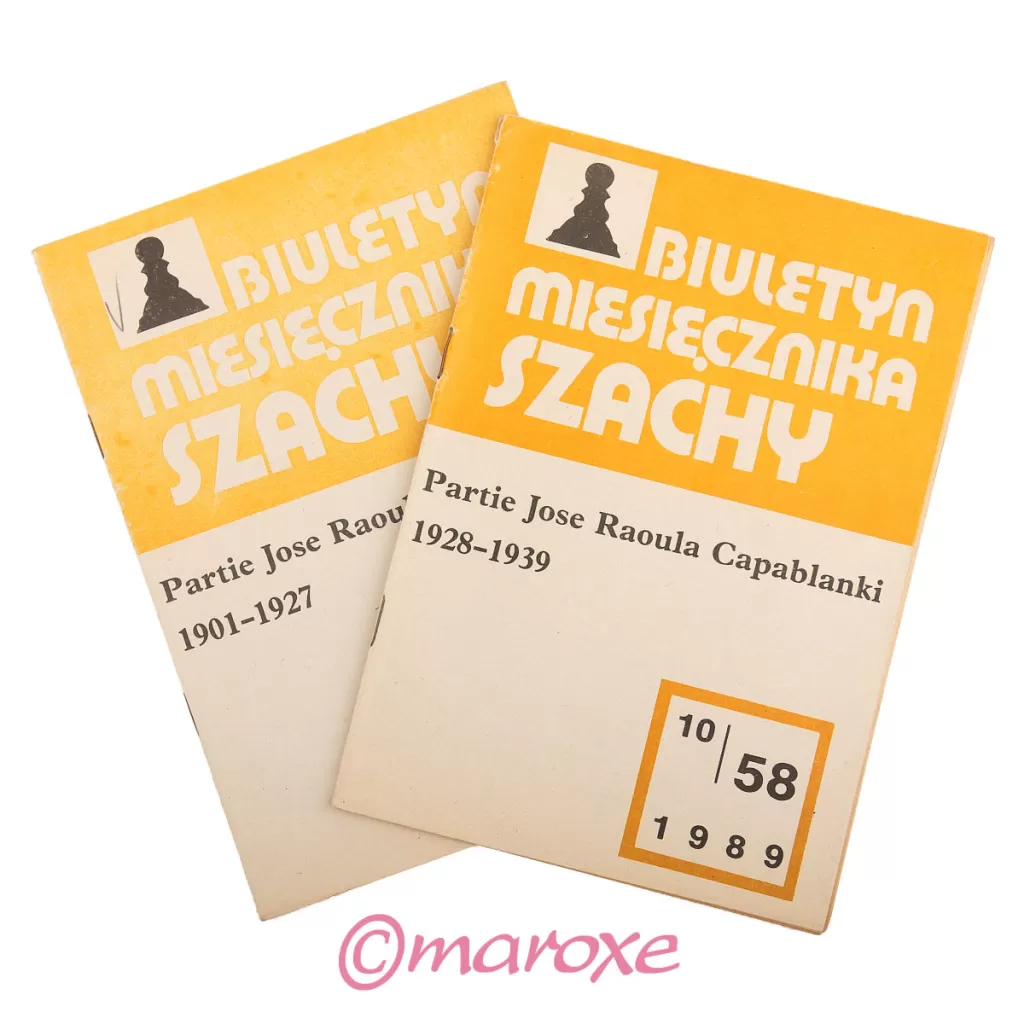 BIULETYN
MIESIĘCZNIKA
SZACHY
Partie Jose Raou
1901-1927
BIULETYN
MIESIĘCZNIKA
SZACHY
Partie Jose Raoula Capablanki
1928-1939
10/58
1989
©maroxe